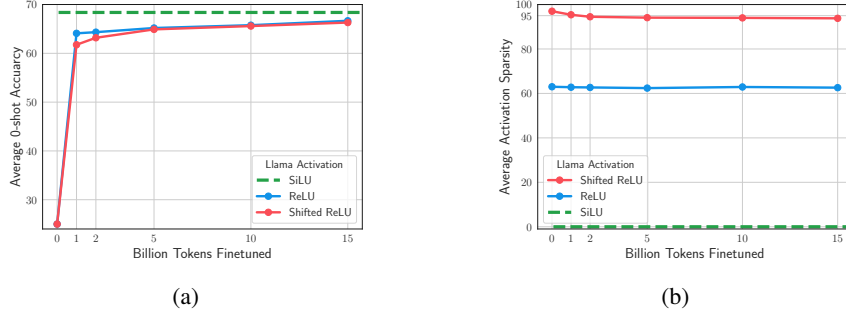 70
60
50
40
30
0
1
2
5
10
15
Average 0-shot Accuarcy
Billion Tokens Finetuned
Llama Activation
SiLU
ReLU
Shifted ReLU
(a)
100
95
80
60
40
20
0
0
1
2
5
10
15
Average Activation Sparsity
Billion Tokens Finetuned
Llama Activation
Shifted ReLU
ReLU
SiLU
(b)